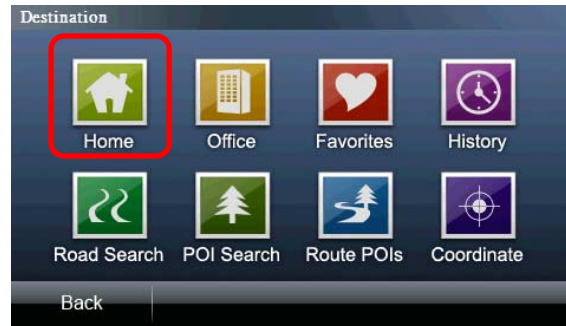 Destination
Home Office Favorites History
Road Search POI Search Route POIs Coordinate
Back